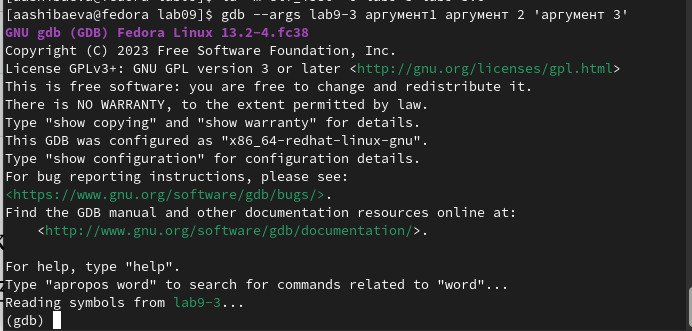 [aashibaeva@fedora lab09]$ gdb --args lab9-3 аргумент1 аргумент 2 'аргумент 3'
GNU gdb (GDB) Fedora Linux 13.2-4.fc38
Copyright (C) 2023 Free Software Foundation, Inc.
License GPLv3+: GNU GPL version 3 or later <http://gnu.org/licenses/gpl.html>
This is free software: you are free to change and redistribute it.
There is NO WARRANTY, to the extent permitted by law.
Type "show copying" and "show warranty" for details.
This GDB was configured as "x86_64-redhat-linux-gnu".
Type "show configuration" for configuration details.
For bug reporting instructions, please see:
<https://www.gnu.org/software/gdb/bugs/>.
Find the GDB manual and other documentation resources online at:
    <http://www.gnu.org/software/gdb/documentation/>.
For help, type "help".
Type "apropos word" to search for commands related to "word"...
Reading symbols from lab9-3...
(gdb)